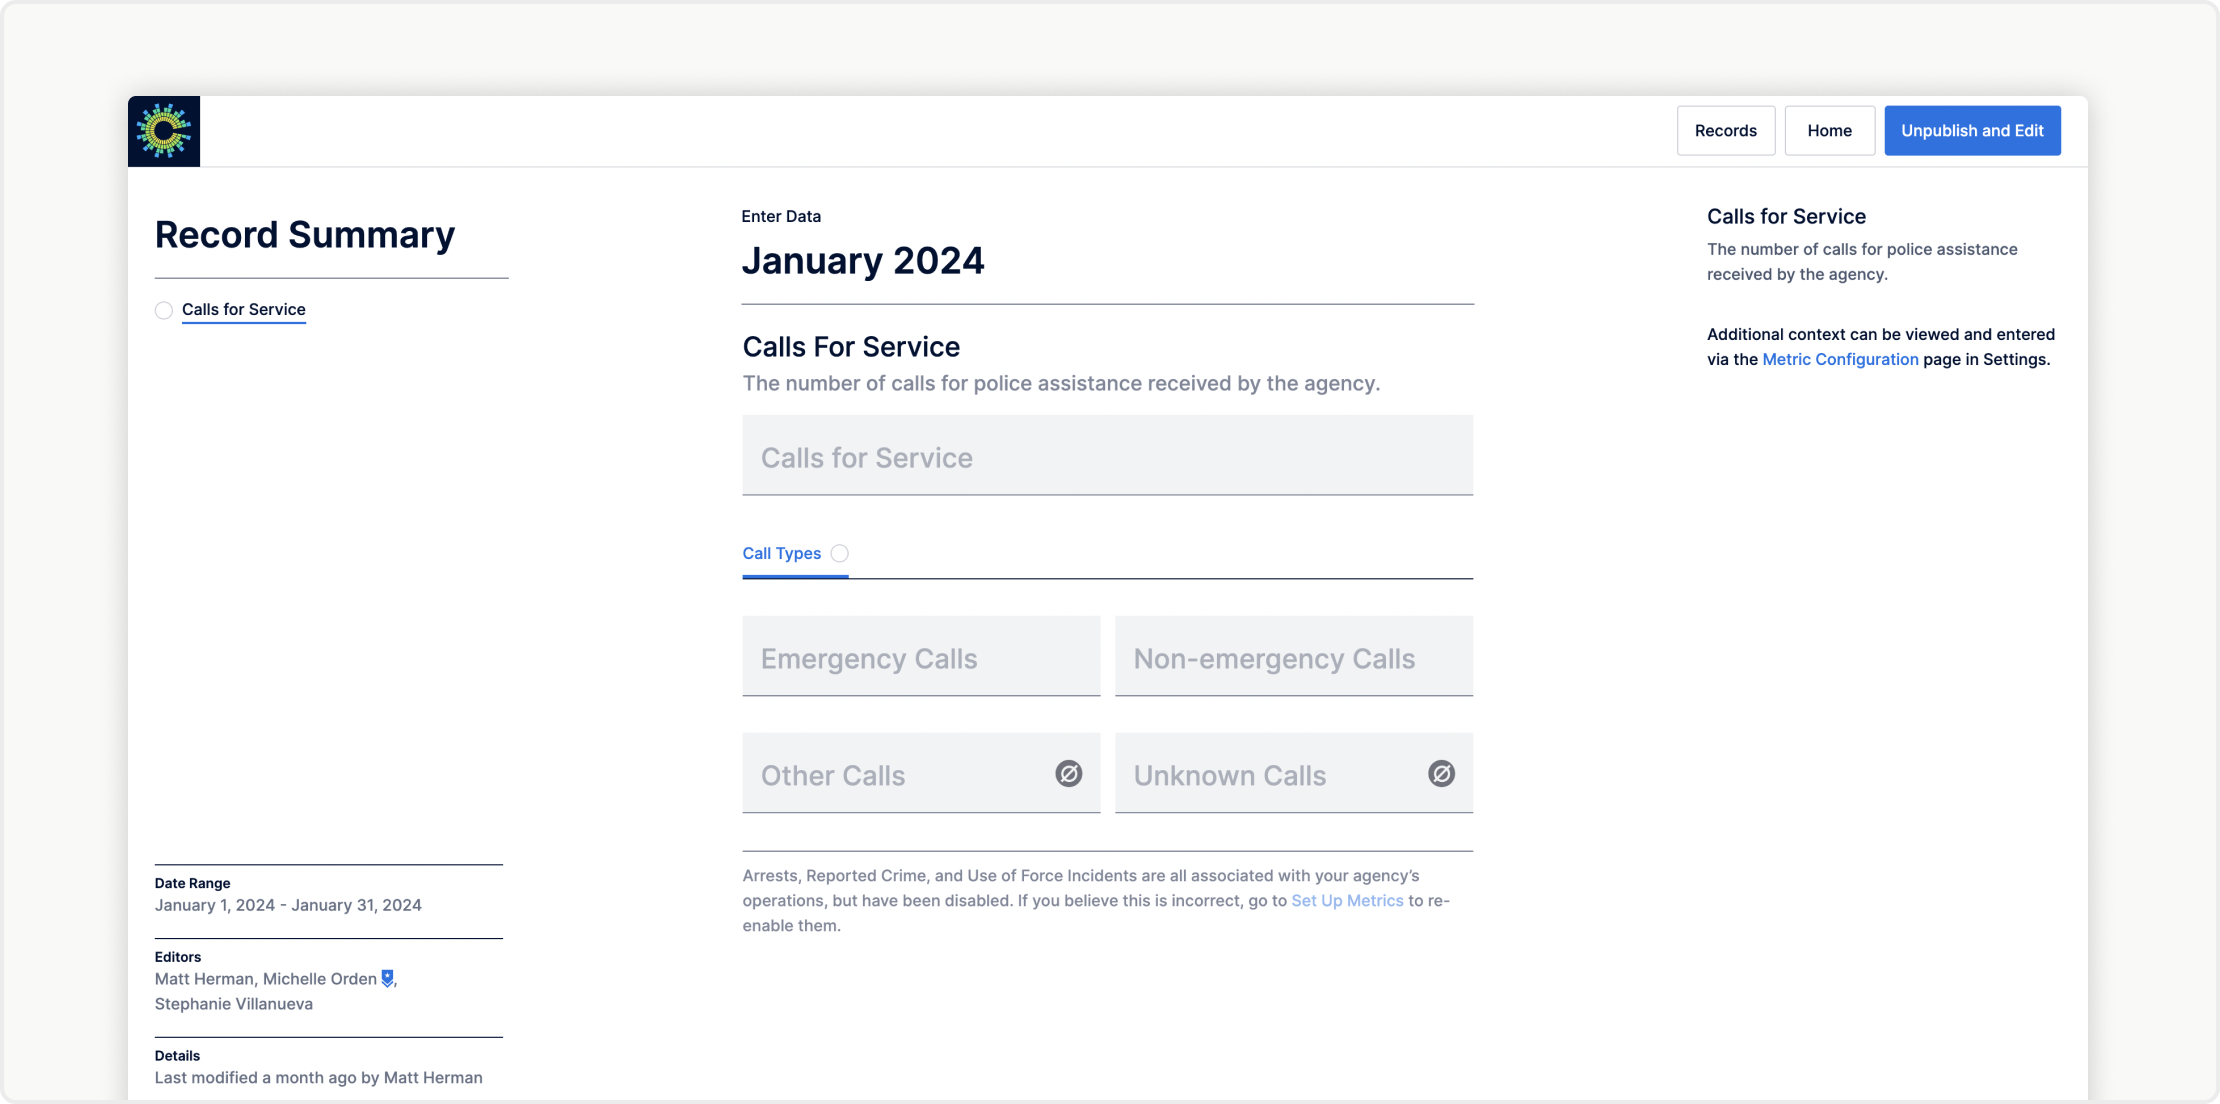 Records
Home
Unpublish and Edit
Record Summary
Calls for Service
Date Range
January 1, 2024 - January 31, 2024
Editors
Matt Herman, Michelle Orden,
Stephanie Villanueva
Details
Last modified a month ago by Matt Herman
Enter Data
January 2024
Calls For Service
The number of calls for police assistance received by the agency.
Calls for Service
Call Types
Emergency Calls
Non-emergency Calls
Other Calls
Unknown Calls
Arrests, Reported Crime, and Use of Force Incidents are all associated with your agency’s
operations, but have been disabled. If you believe this is incorrect, go to Set Up Metrics to re-
enable them.
Calls for Service
The number of calls for police assistance
received by the agency.
Additional context can be viewed and entered
via the Metric Configuration page in Settings.